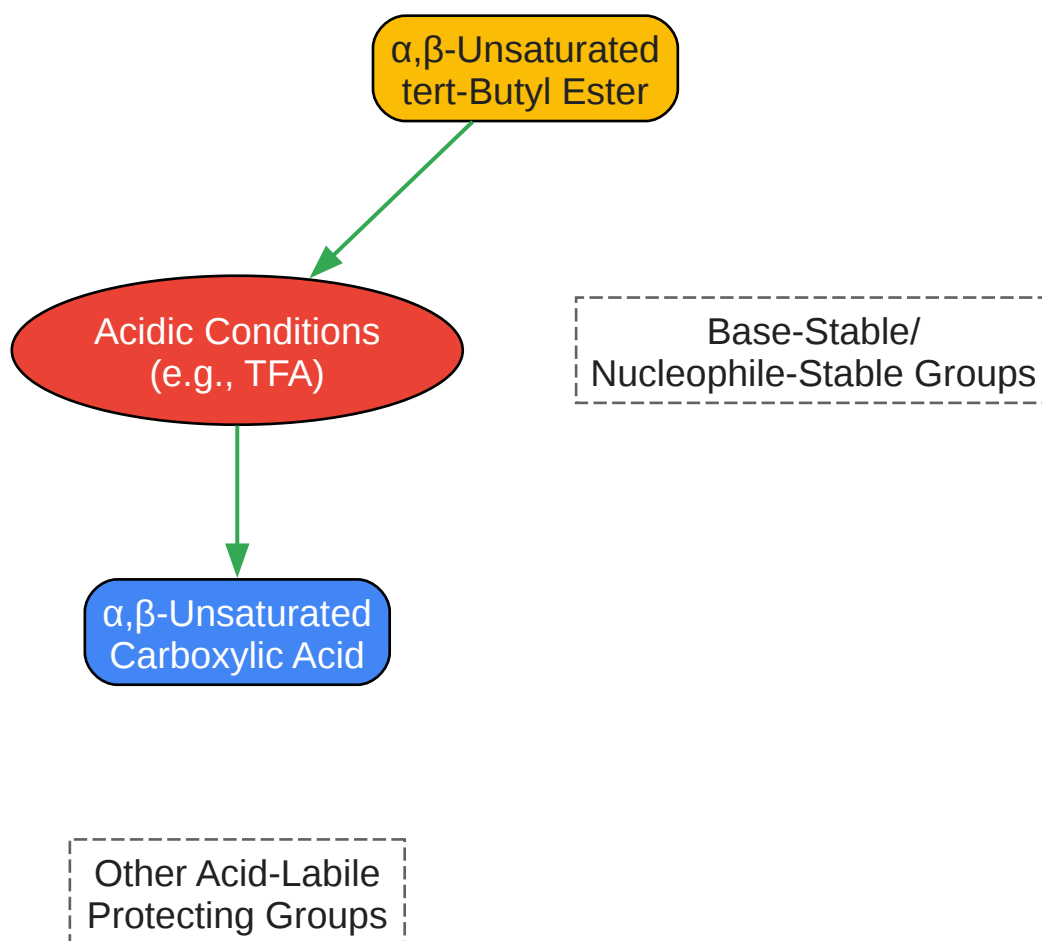 α,β-Unsaturated
tert-Butyl Ester
Acidic Conditions
(e.g., TFA)
Base-Stable/
Nucleophile-Stable Groups
α,β-Unsaturated
Carboxylic Acid
Other Acid-Labile
Protecting Groups